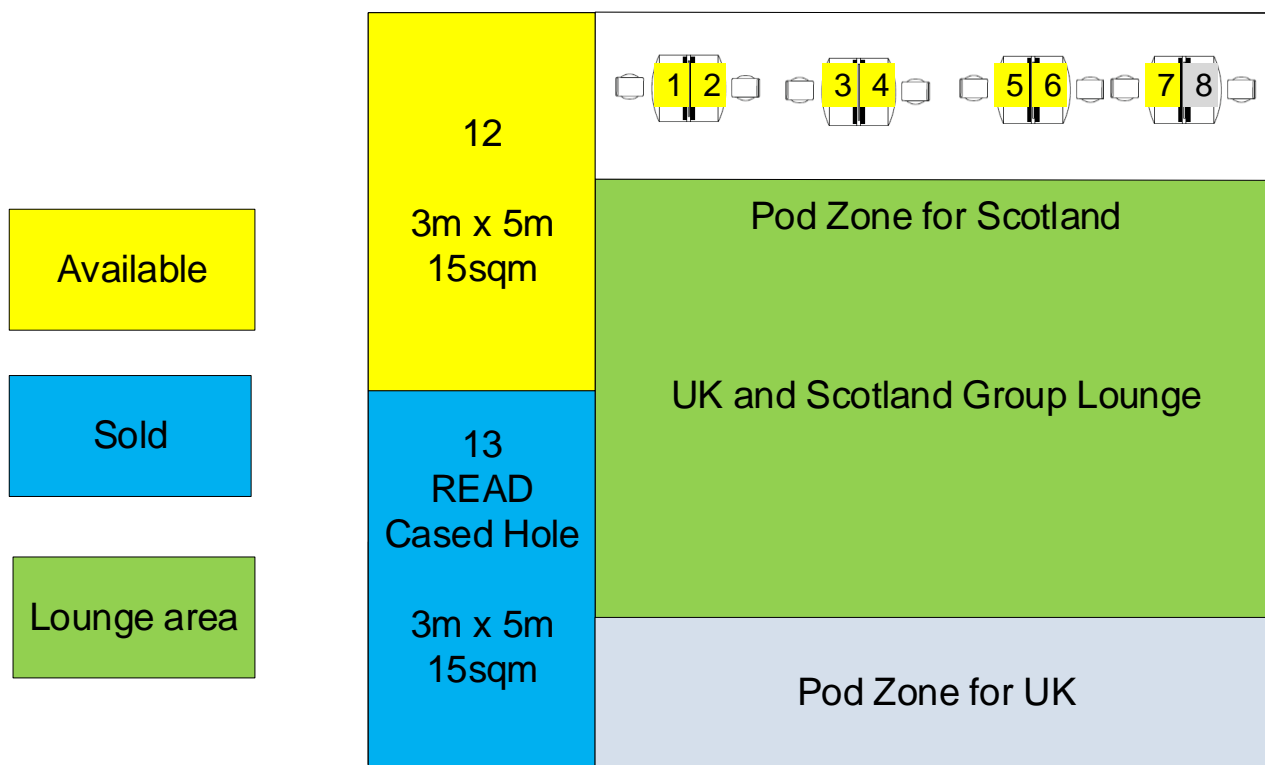 Available
Sold
Lounge area
12
3m x 5m
15sqm
13
READ
Cased Hole
3m x 5m
15sqm
1 2 3 4 5 6 7 8
Pod Zone for Scotland
UK and Scotland Group Lounge
Pod Zone for UK